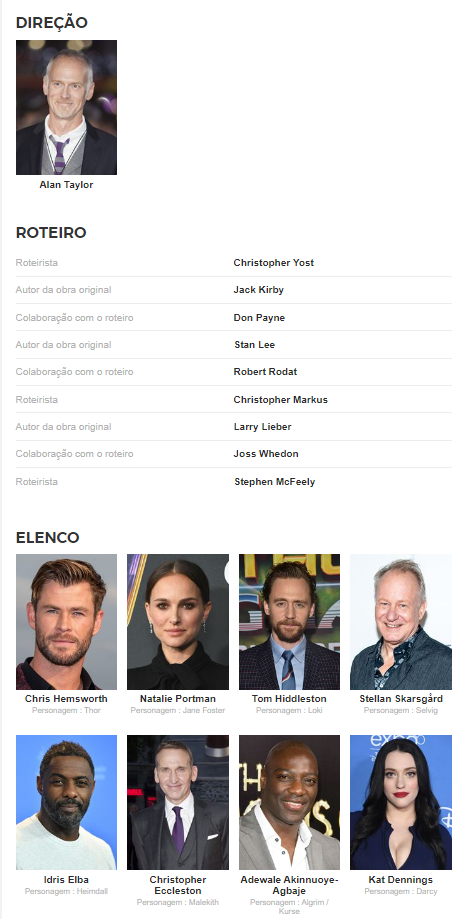 DIREÇÃO
Alan Taylor
ROTEIRO
Roteirista Christopher Yost
Autor da obra original Jack Kirby
Colaboração com o roteiro Don Payne
Autor da obra original Stan Lee
Colaboração com o roteiro Robert Rodat
Roteirista Christopher Markus
Autor da obra original Larry Lieber
Colaboração com o roteiro Joss Whedon
Roteirista Stephen McFeely
ELENCO
Chris Hemsworth Natalie Portman Tom Hiddleston Stellan Skarsgård
Personagem : Thor Personagem : Jane Foster Personagem : Loki Personagem : Selvig
Idris Elba
Personagem : Heimdall
Christopher
Eccleston
Personagem : Malekith
Adewale Akinnuoye-
Agbaje
Personagem : Algrim /
Kurse
Kat Dennings
Personagem : Darcy